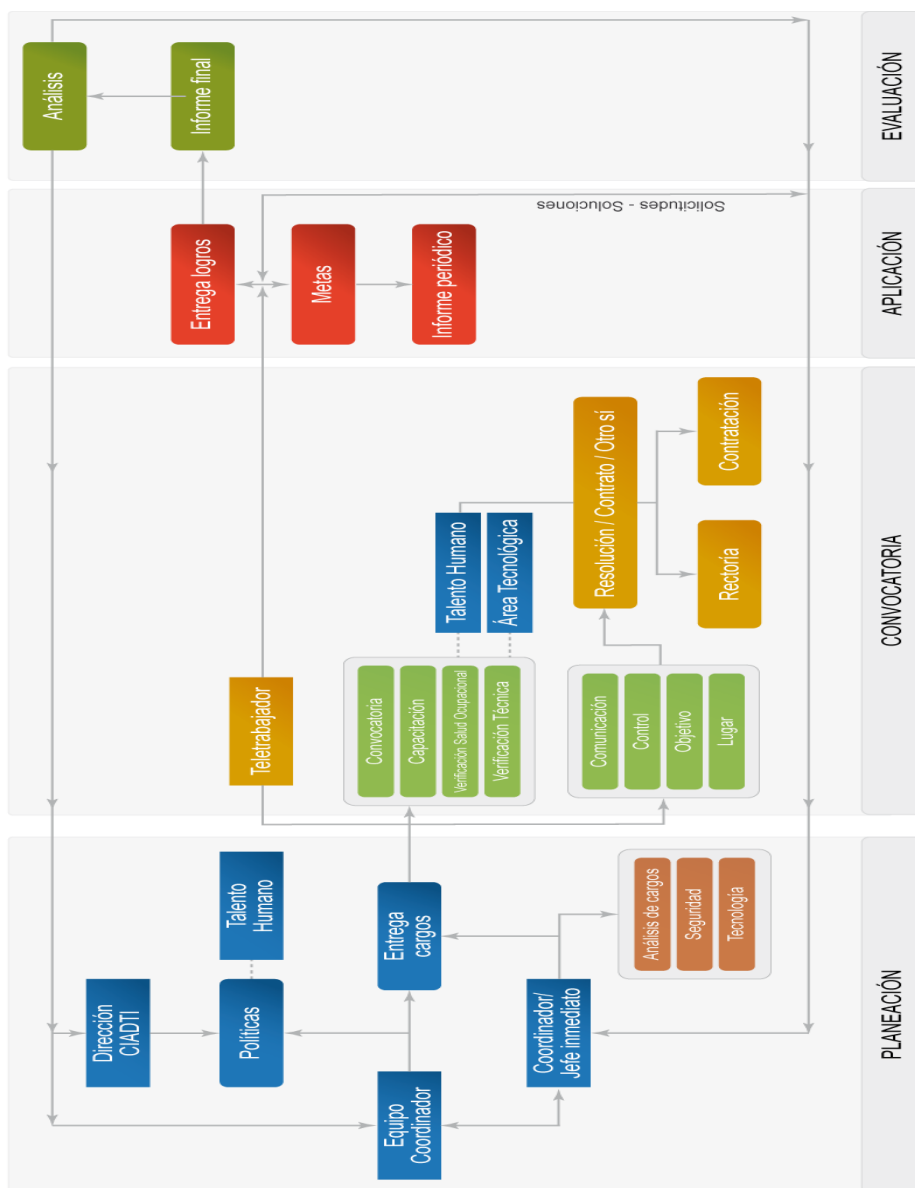 PLANEACIÓN
Dirección
CIADTI
Políticas
Talento
Humano
Equipo
Coordinador
Entrega
cargos
Coordinador/
Jefe inmediato
Análisis de cargos
Seguridad
Tecnología
CONVOCATORIA
Teletrabajador
Convocatoria
Capacitación
Verificación Salud Ocupacional
Verificación Técnica
Talento Humano
Área Tecnológica
Comunicación
Control
Objetivo
Lugar
Resolución / Contrato / Otro sí
Rectoría
Contratación
APLICACIÓN
Entrega logros
Metas
Informe periódico
Solicitudes - Soluciones
EVALUACIÓN
Análisis
Informe final